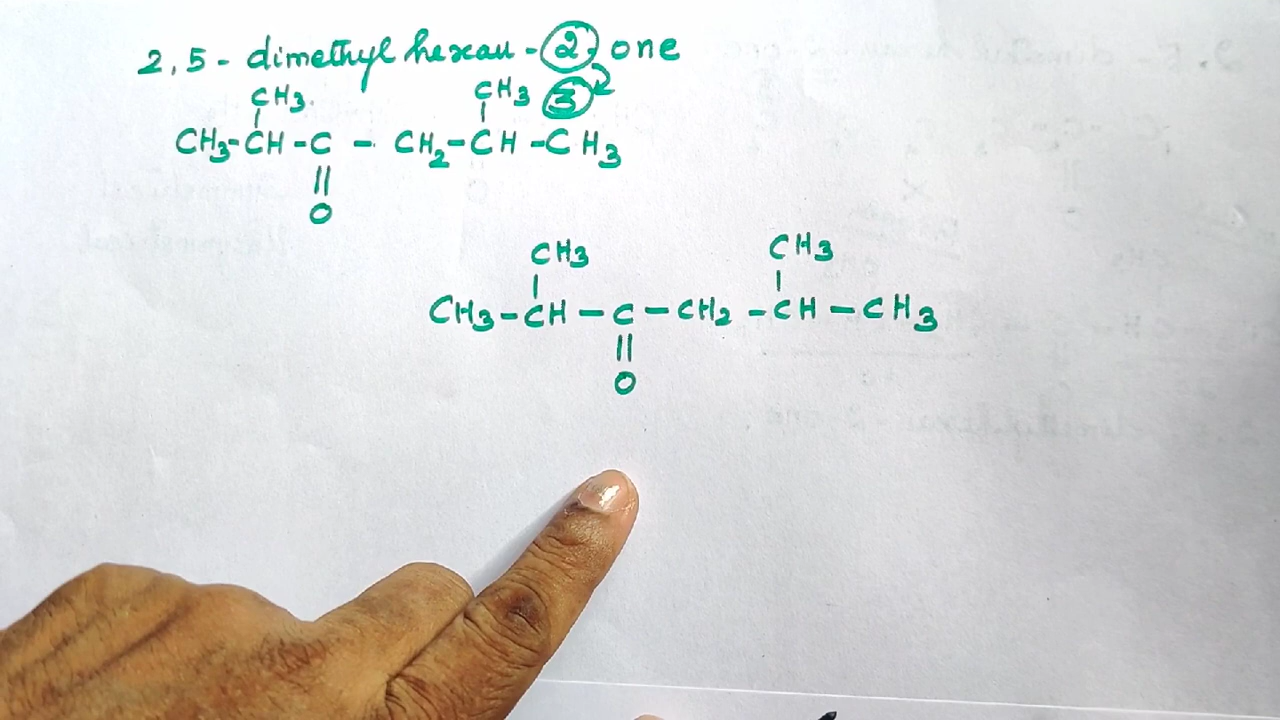 2,5 - dimethyl hexan - 2, one
CH3 CH3 3
CH3-CH-C - CH2-CH-CH3
||
O
CH3 CH3
CH3-CH-C-CH2-CH-CH3
||
O